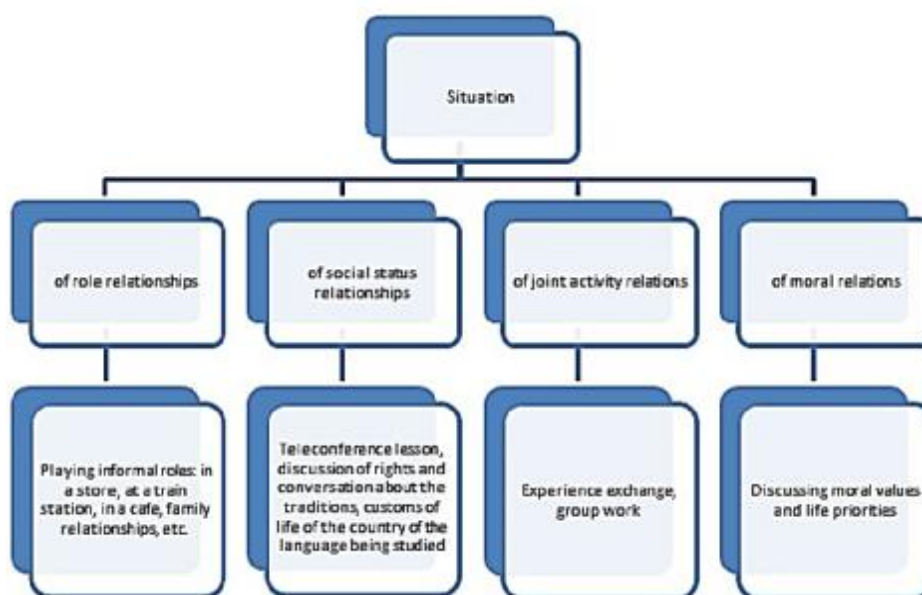 Situation
of role relationships
of social status
relationships
of joint activity relations
of moral relations
Playing informal roles: in
a store, at a train
station, in a cafe, family
relationships, etc.
Teleconference lesson,
discussion of rights and
conversation about the
traditions, customs of
life of the country of the
language being studied
Experience exchange,
group work
Discussing moral values
and life priorities